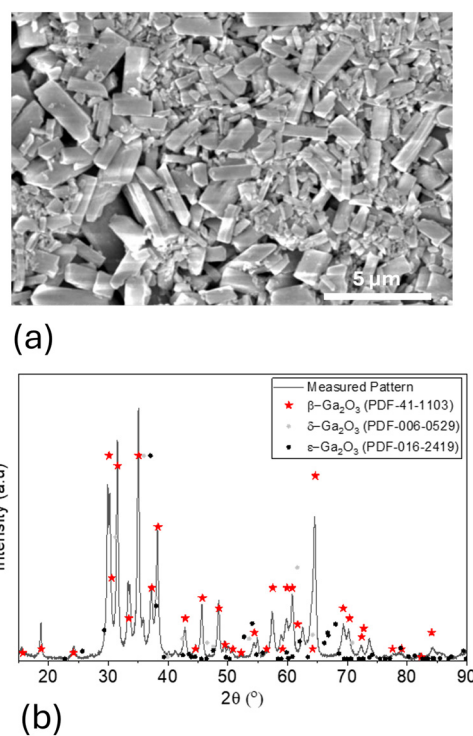 5 μm
(a)
Measured Pattern
β–Ga₂O₃ (PDF-41-1103)
δ–Ga₂O₃ (PDF-006-0529)
ε–Ga₂O₃ (PDF-016-2419)
Intensity (a.u)
20 30 40 50 60 70 80 90
2θ (°)
(b)